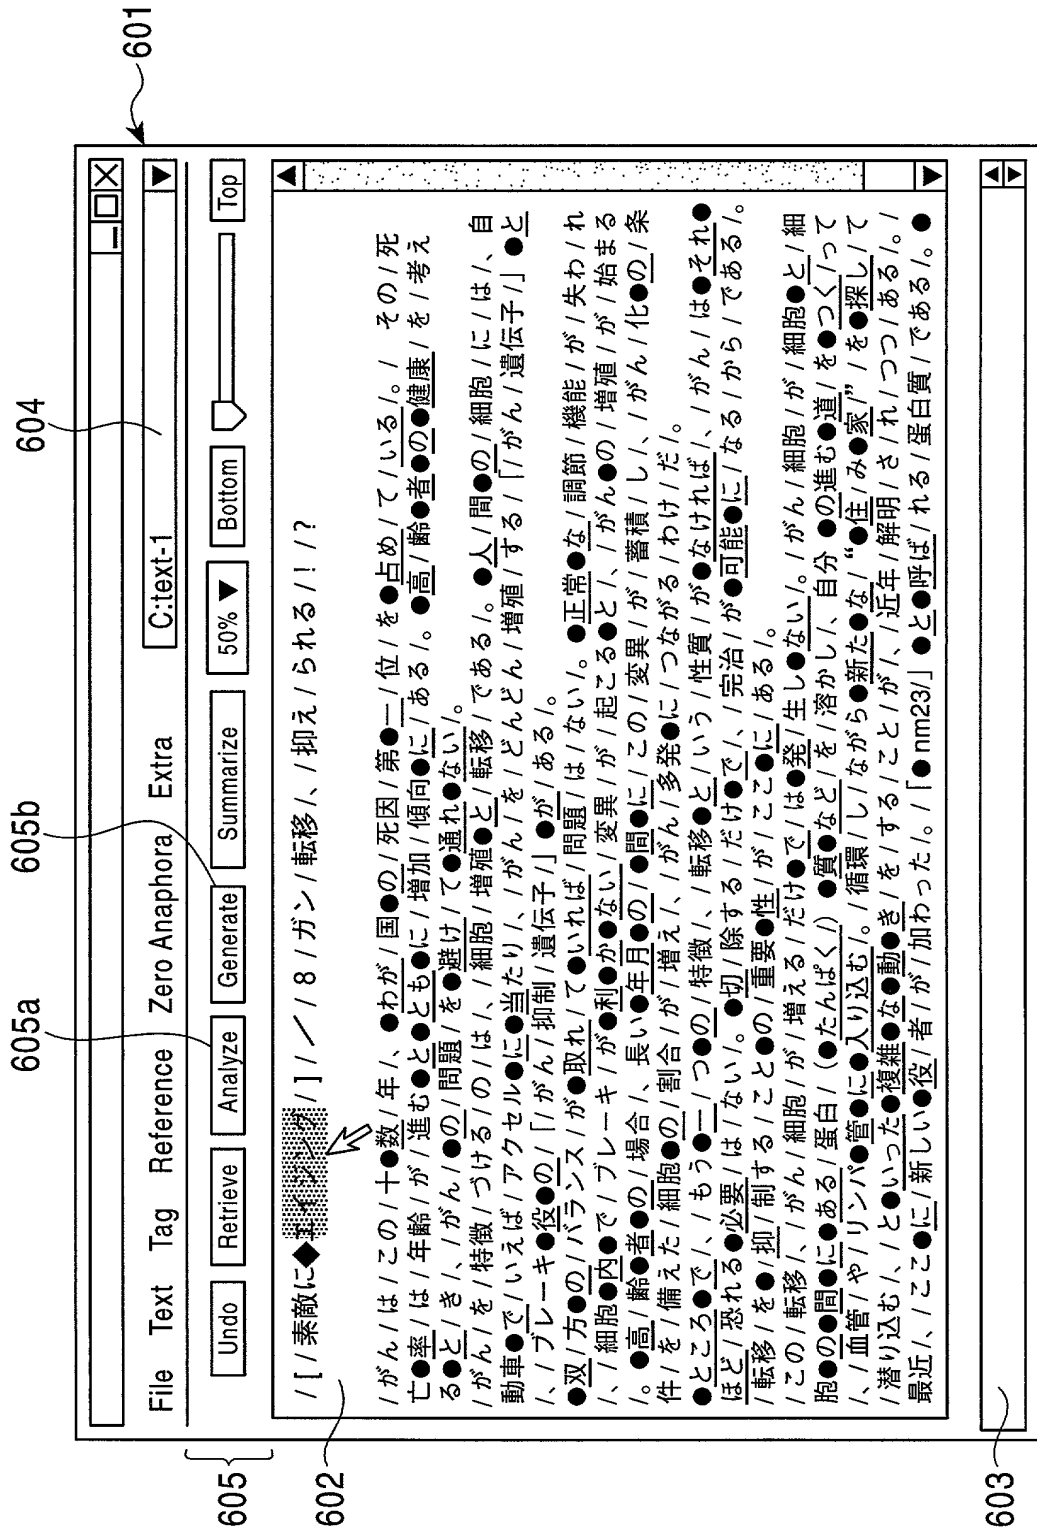 601
604
605b
605a
605
602
603
File Text Tag Reference Zero Anaphora Extra
C:text-1
Undo Retrieve Analyze Generate Summarize 50% ▼ Bottom Top
/[/素敵に◆エイジング/]/ー/8/ガン/転移/、/抑え/られる/!/?
/がん/は/この/十●数/年/、●わが/国●の/死因/第●一/位/を●占め/て/いる/。/ その/死
亡●率/は/年齢/が/進む●と●とも●に/増加/傾向●に/ある/。●高/齢●者●の●健康/を/考え
る●と/き/、/がん/●の/問題/を●避け/て●通れ●ない/。
/がん/を/特徴/づける/の/は/、/細胞/増殖●と/転移/である/。●人/間●の/細胞/に/は/、自
動車●で/いえば/アクセル●に●当たり/、/がん/を/どんどん/増殖/する/「/がん/遺伝子/」●と
/、/ブレーキ●役●の/「/がん/抑制/遺伝子/」●が/ある/。
●双/方●の/バランス/が●取れ/て●いれば/問題/は/ない/。●正常●な/調節/機能/が/失わ/れ
/、/細胞●内●で/ブレーキ/が●利●か●ない/変異/が/起こる●と/、/がん●の/増殖/が/始まる
/。●高/齢●者●の/場合/、長い●年月●の/●間●に/この/変異/が/蓄積/し/、/がん/化●の/条
件/を/備え/た/細胞●の/割合/が/増え/、/がん/多発●に/つながる/わけ/だ/。
●ところ●で/、/もう●一/つ●の/特徴/、/転移●と/いう/性質/が●なければ/、/がん/は●それ●
ほど/恐れる●必要/は/ない/。●切/除する/だけ●で/、/完治/が●可能●に/なる/から/である/。
/転移/を●/抑/制する/こと●の/重要●性/が/ここ●に/ある/。
/この/転移/、/がん/細胞/が/増える/だけ●で/は●発/生し●ない/。/がん/細胞/が/細胞●と/細
胞●の●間●に●ある/蛋白/(●たんぱく/) ●質●など/を/溶かし/、自分 ●の進む●道/を●つく/って
/、/血管/や/リンパ●管●に●入り込む/。/循環/し/ながら●新た●な/“●住/み●家/”/を●探し/て
/潜り込む/、/と●いった●複雑●な●動●き/を/する/こと/が/、/近年/解明/さ/れ/つつ/ある/。/
最近/、/ここ●に/新しい●役/者/が/加わった/。/「●nm23/」●と●呼ば/れる/蛋白質/である/。●